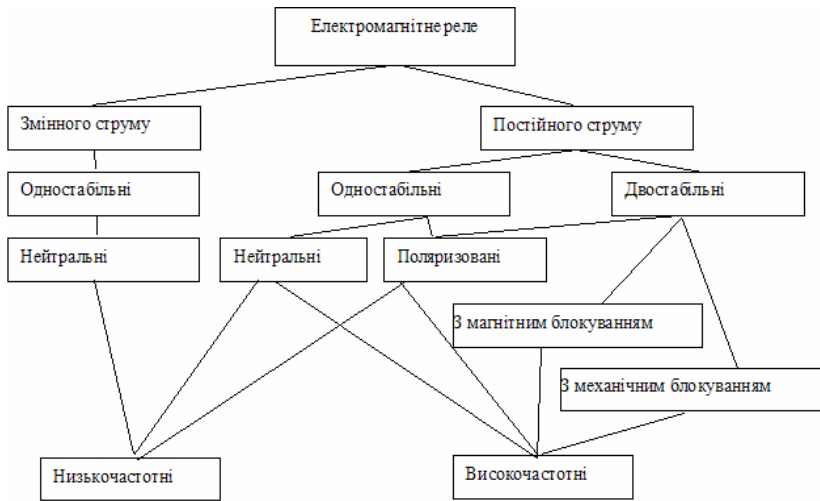 Електромагнітне реле
Змінного струму
Постійного струму
Одностабільні
Одностабільні
Двостабільні
Нейтральні
Нейтральні
Поляризовані
З магнітним блокуванням
З механічним блокуванням
Низькочастотні
Високочастотні